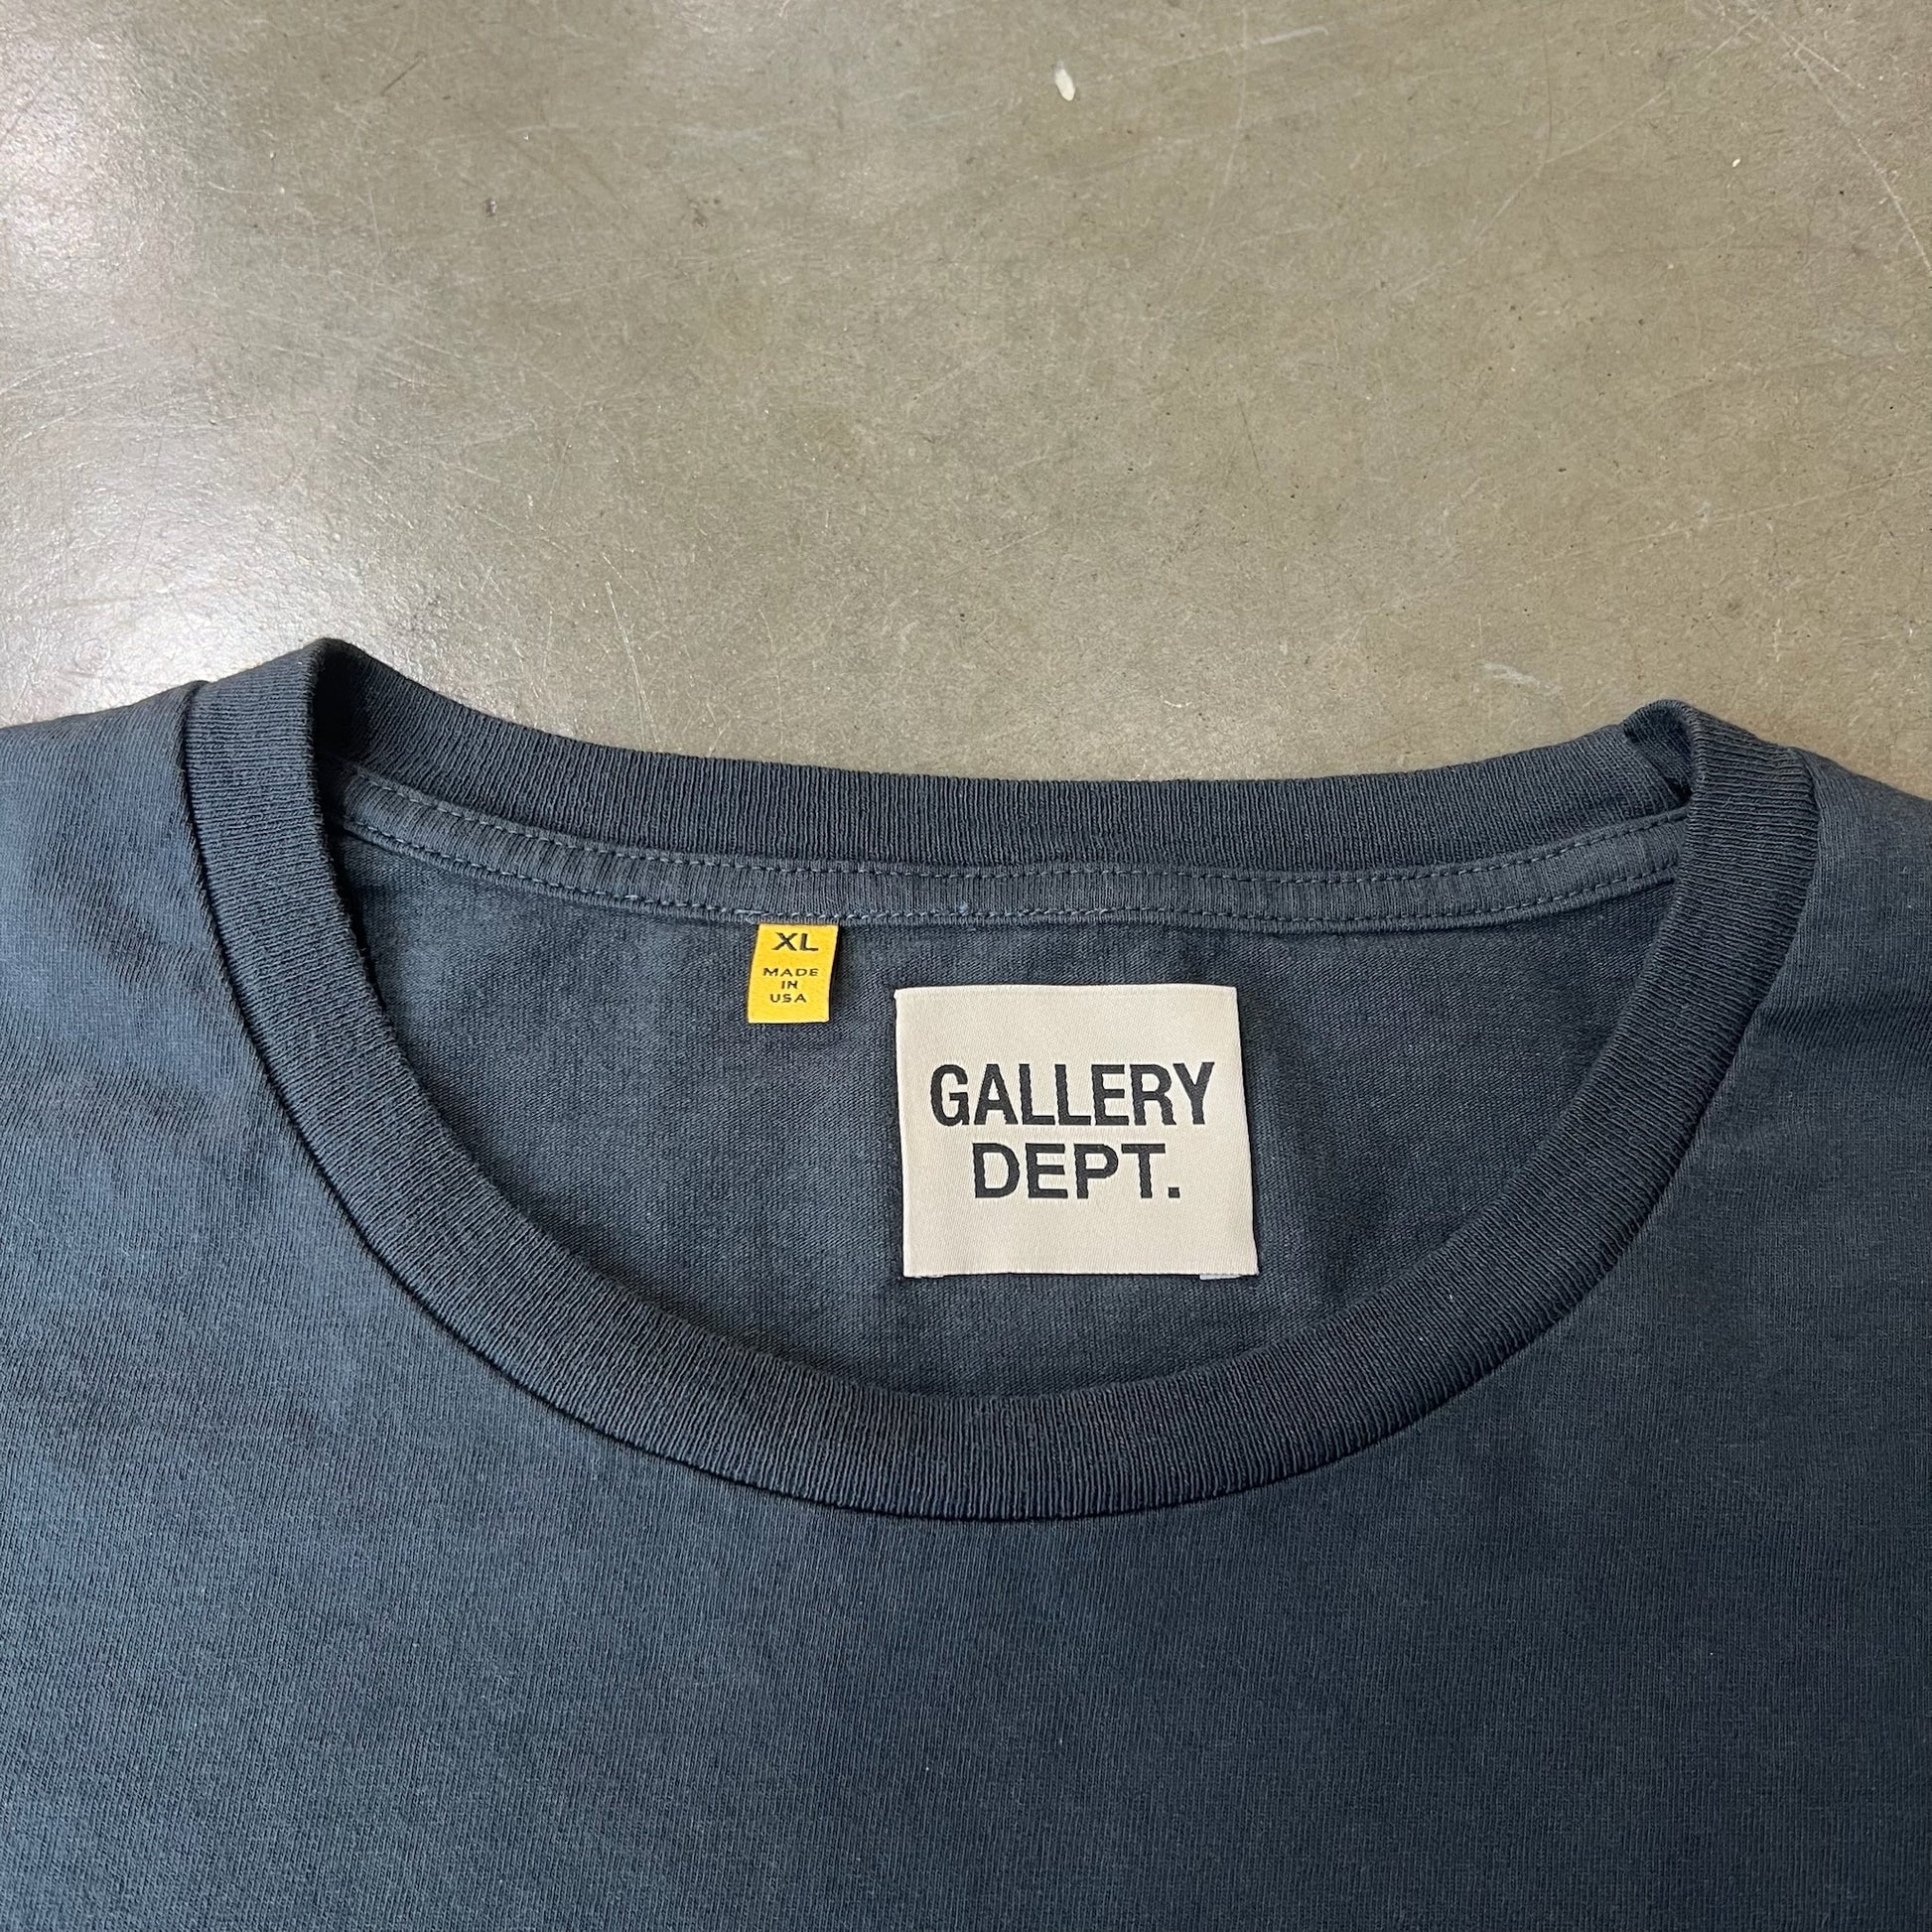 XL
MADE
IN
USA
GALLERY
DEPT.